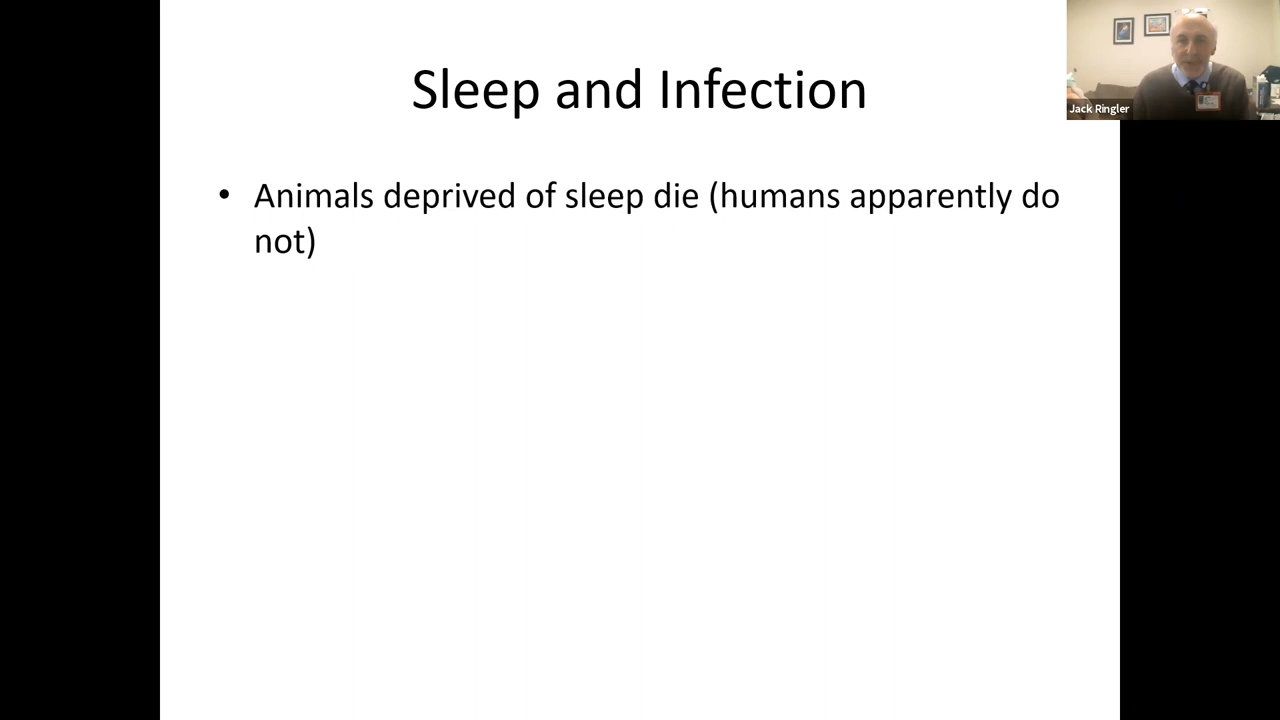 Sleep and Infection
• Animals deprived of sleep die (humans apparently do
not)
Jack Ringler